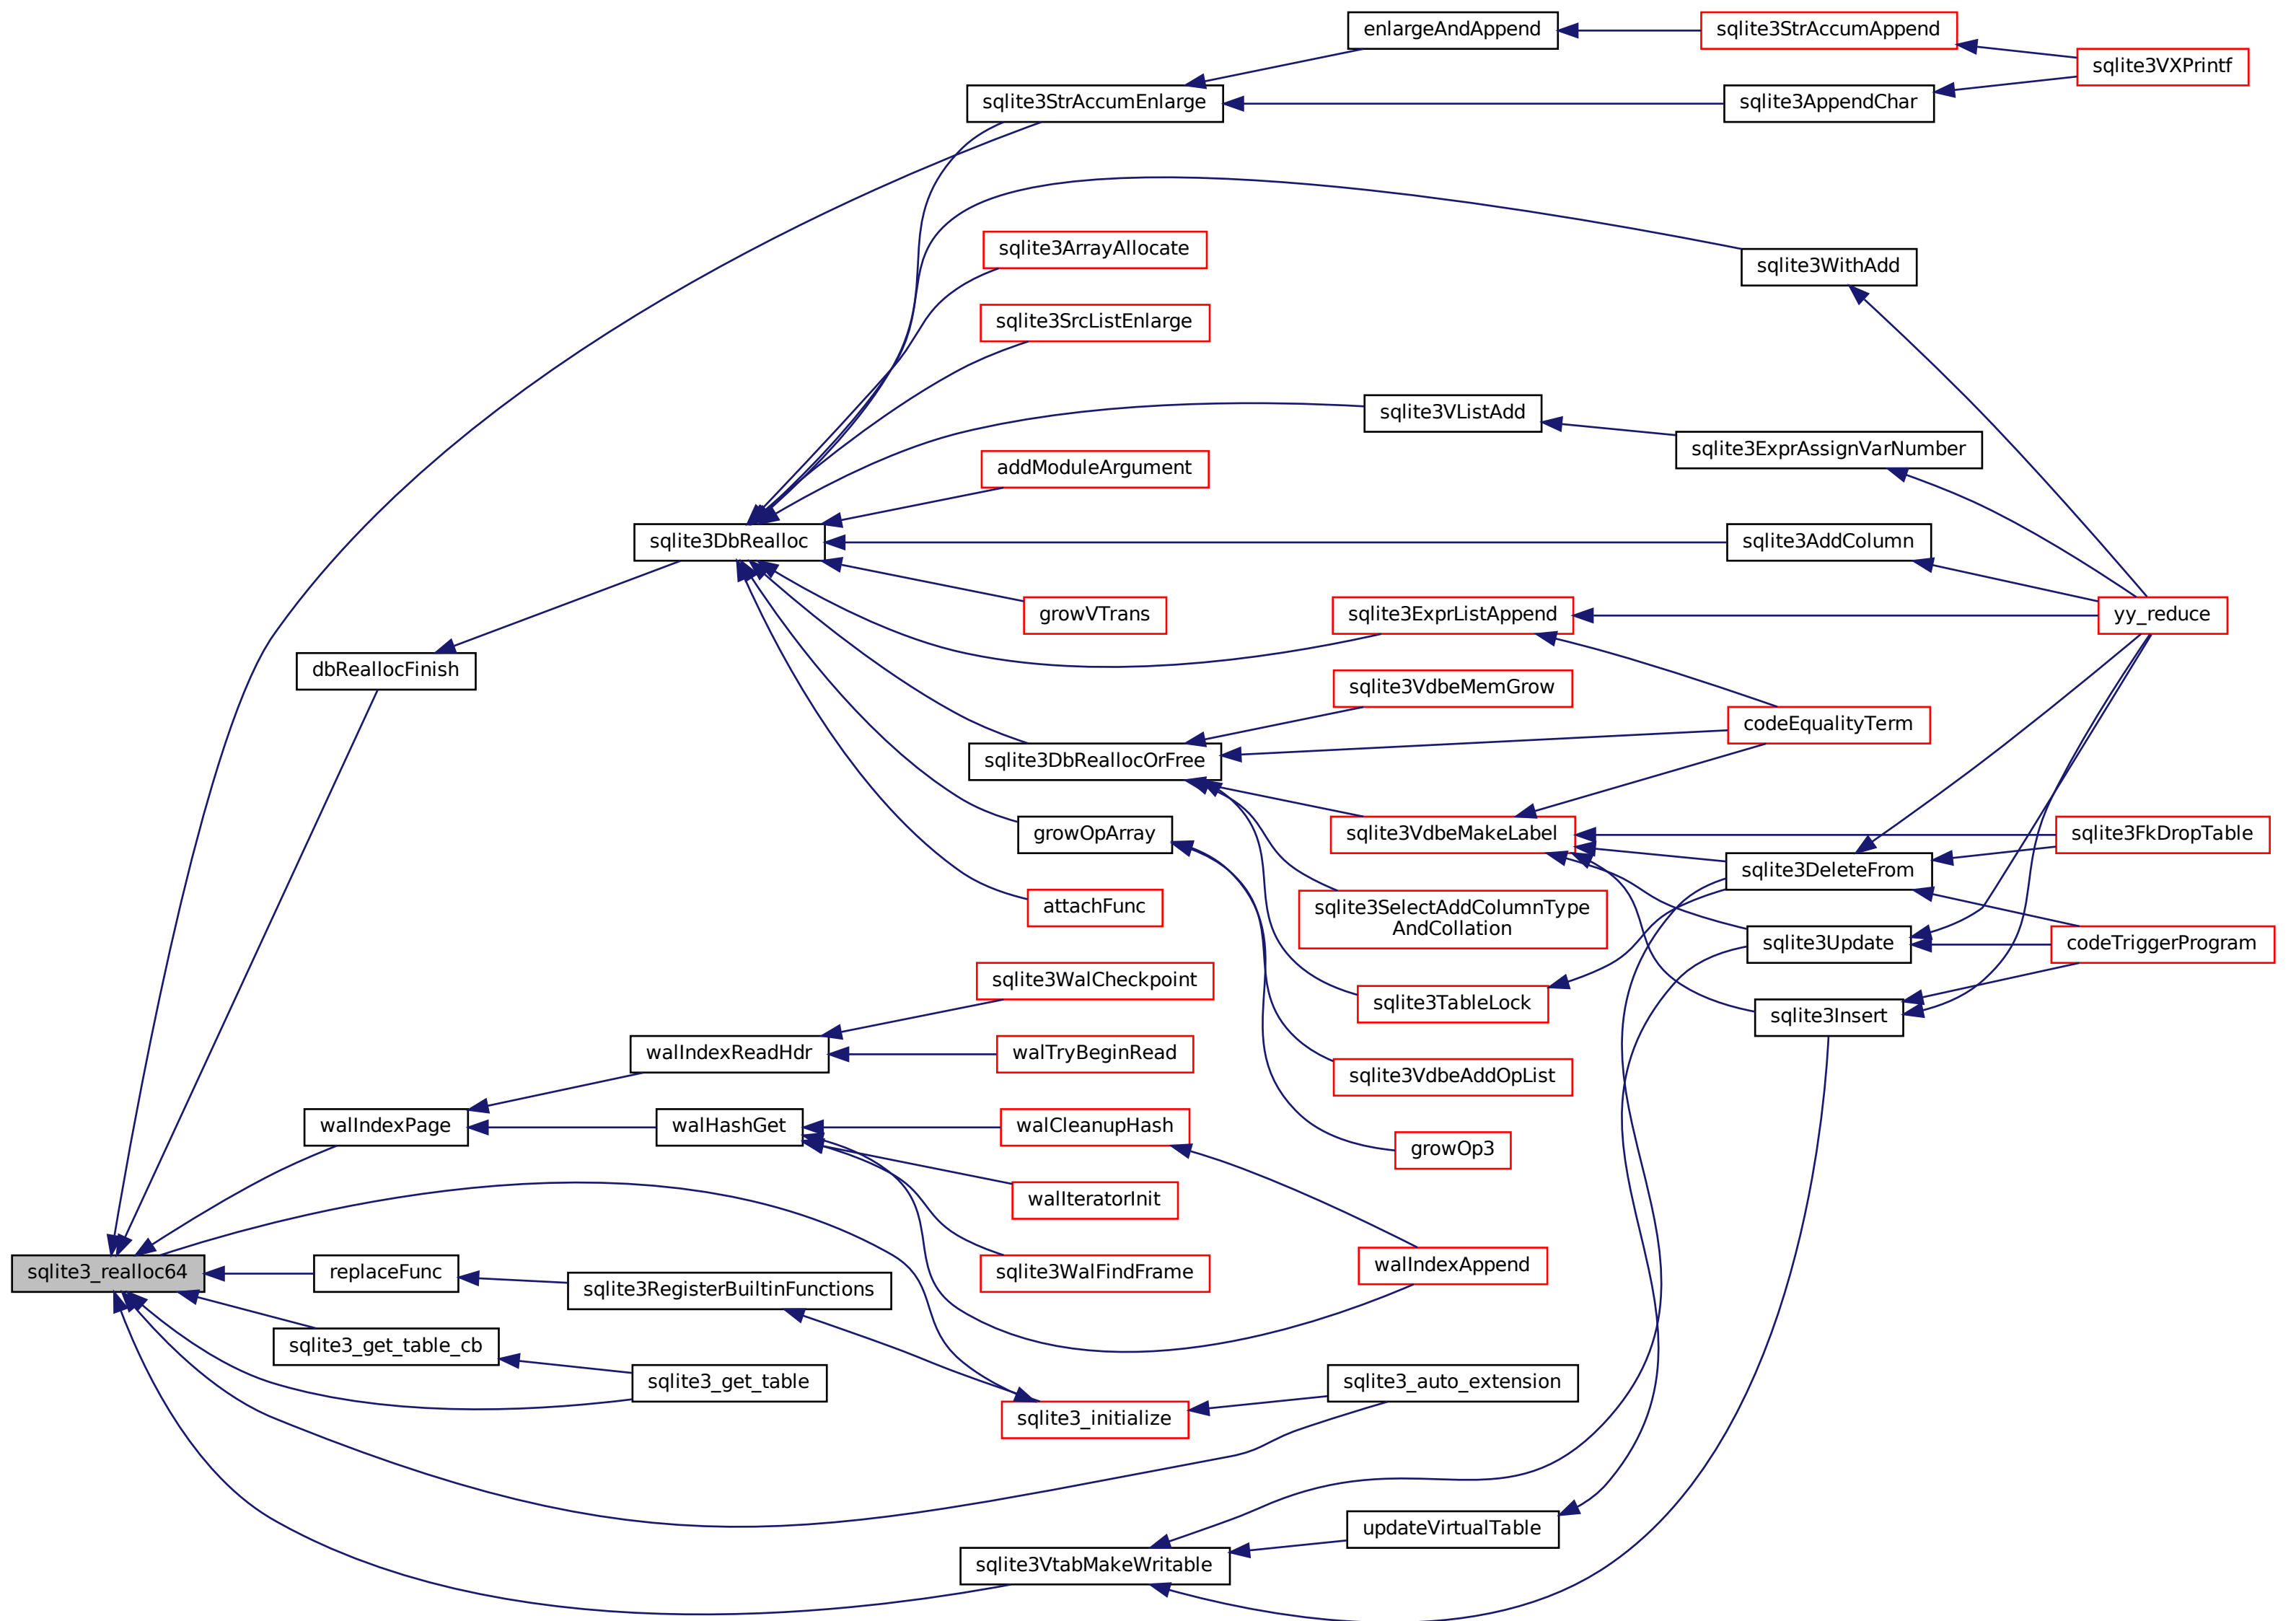 enlargeAndAppend
sqlite3StrAccumAppend
sqlite3VXPrintf
sqlite3StrAccumEnlarge
sqlite3AppendChar
sqlite3ArrayAllocate
sqlite3WithAdd
sqlite3SrcListEnlarge
sqlite3VListAdd
sqlite3ExprAssignVarNumber
addModuleArgument
sqlite3DbRealloc
sqlite3AddColumn
growVTrans
sqlite3ExprListAppend
yy_reduce
dbReallocFinish
sqlite3VdbeMemGrow
codeEqualityTerm
sqlite3DbReallocOrFree
growOpArray
sqlite3VdbeMakeLabel
sqlite3FkDropTable
sqlite3DeleteFrom
attachFunc
sqlite3SelectAddColumnType
AndCollation
sqlite3Update
codeTriggerProgram
sqlite3WalCheckpoint
sqlite3TableLock
sqlite3Insert
walIndexReadHdr
walTryBeginRead
sqlite3VdbeAddOpList
walIndexPage
walHashGet
walCleanupHash
growOp3
walIteratorInit
sqlite3_realloc64
replaceFunc
sqlite3RegisterBuiltinFunctions
sqlite3WalFindFrame
walIndexAppend
sqlite3_get_table_cb
sqlite3_get_table
sqlite3_auto_extension
sqlite3_initialize
updateVirtualTable
sqlite3VtabMakeWritable